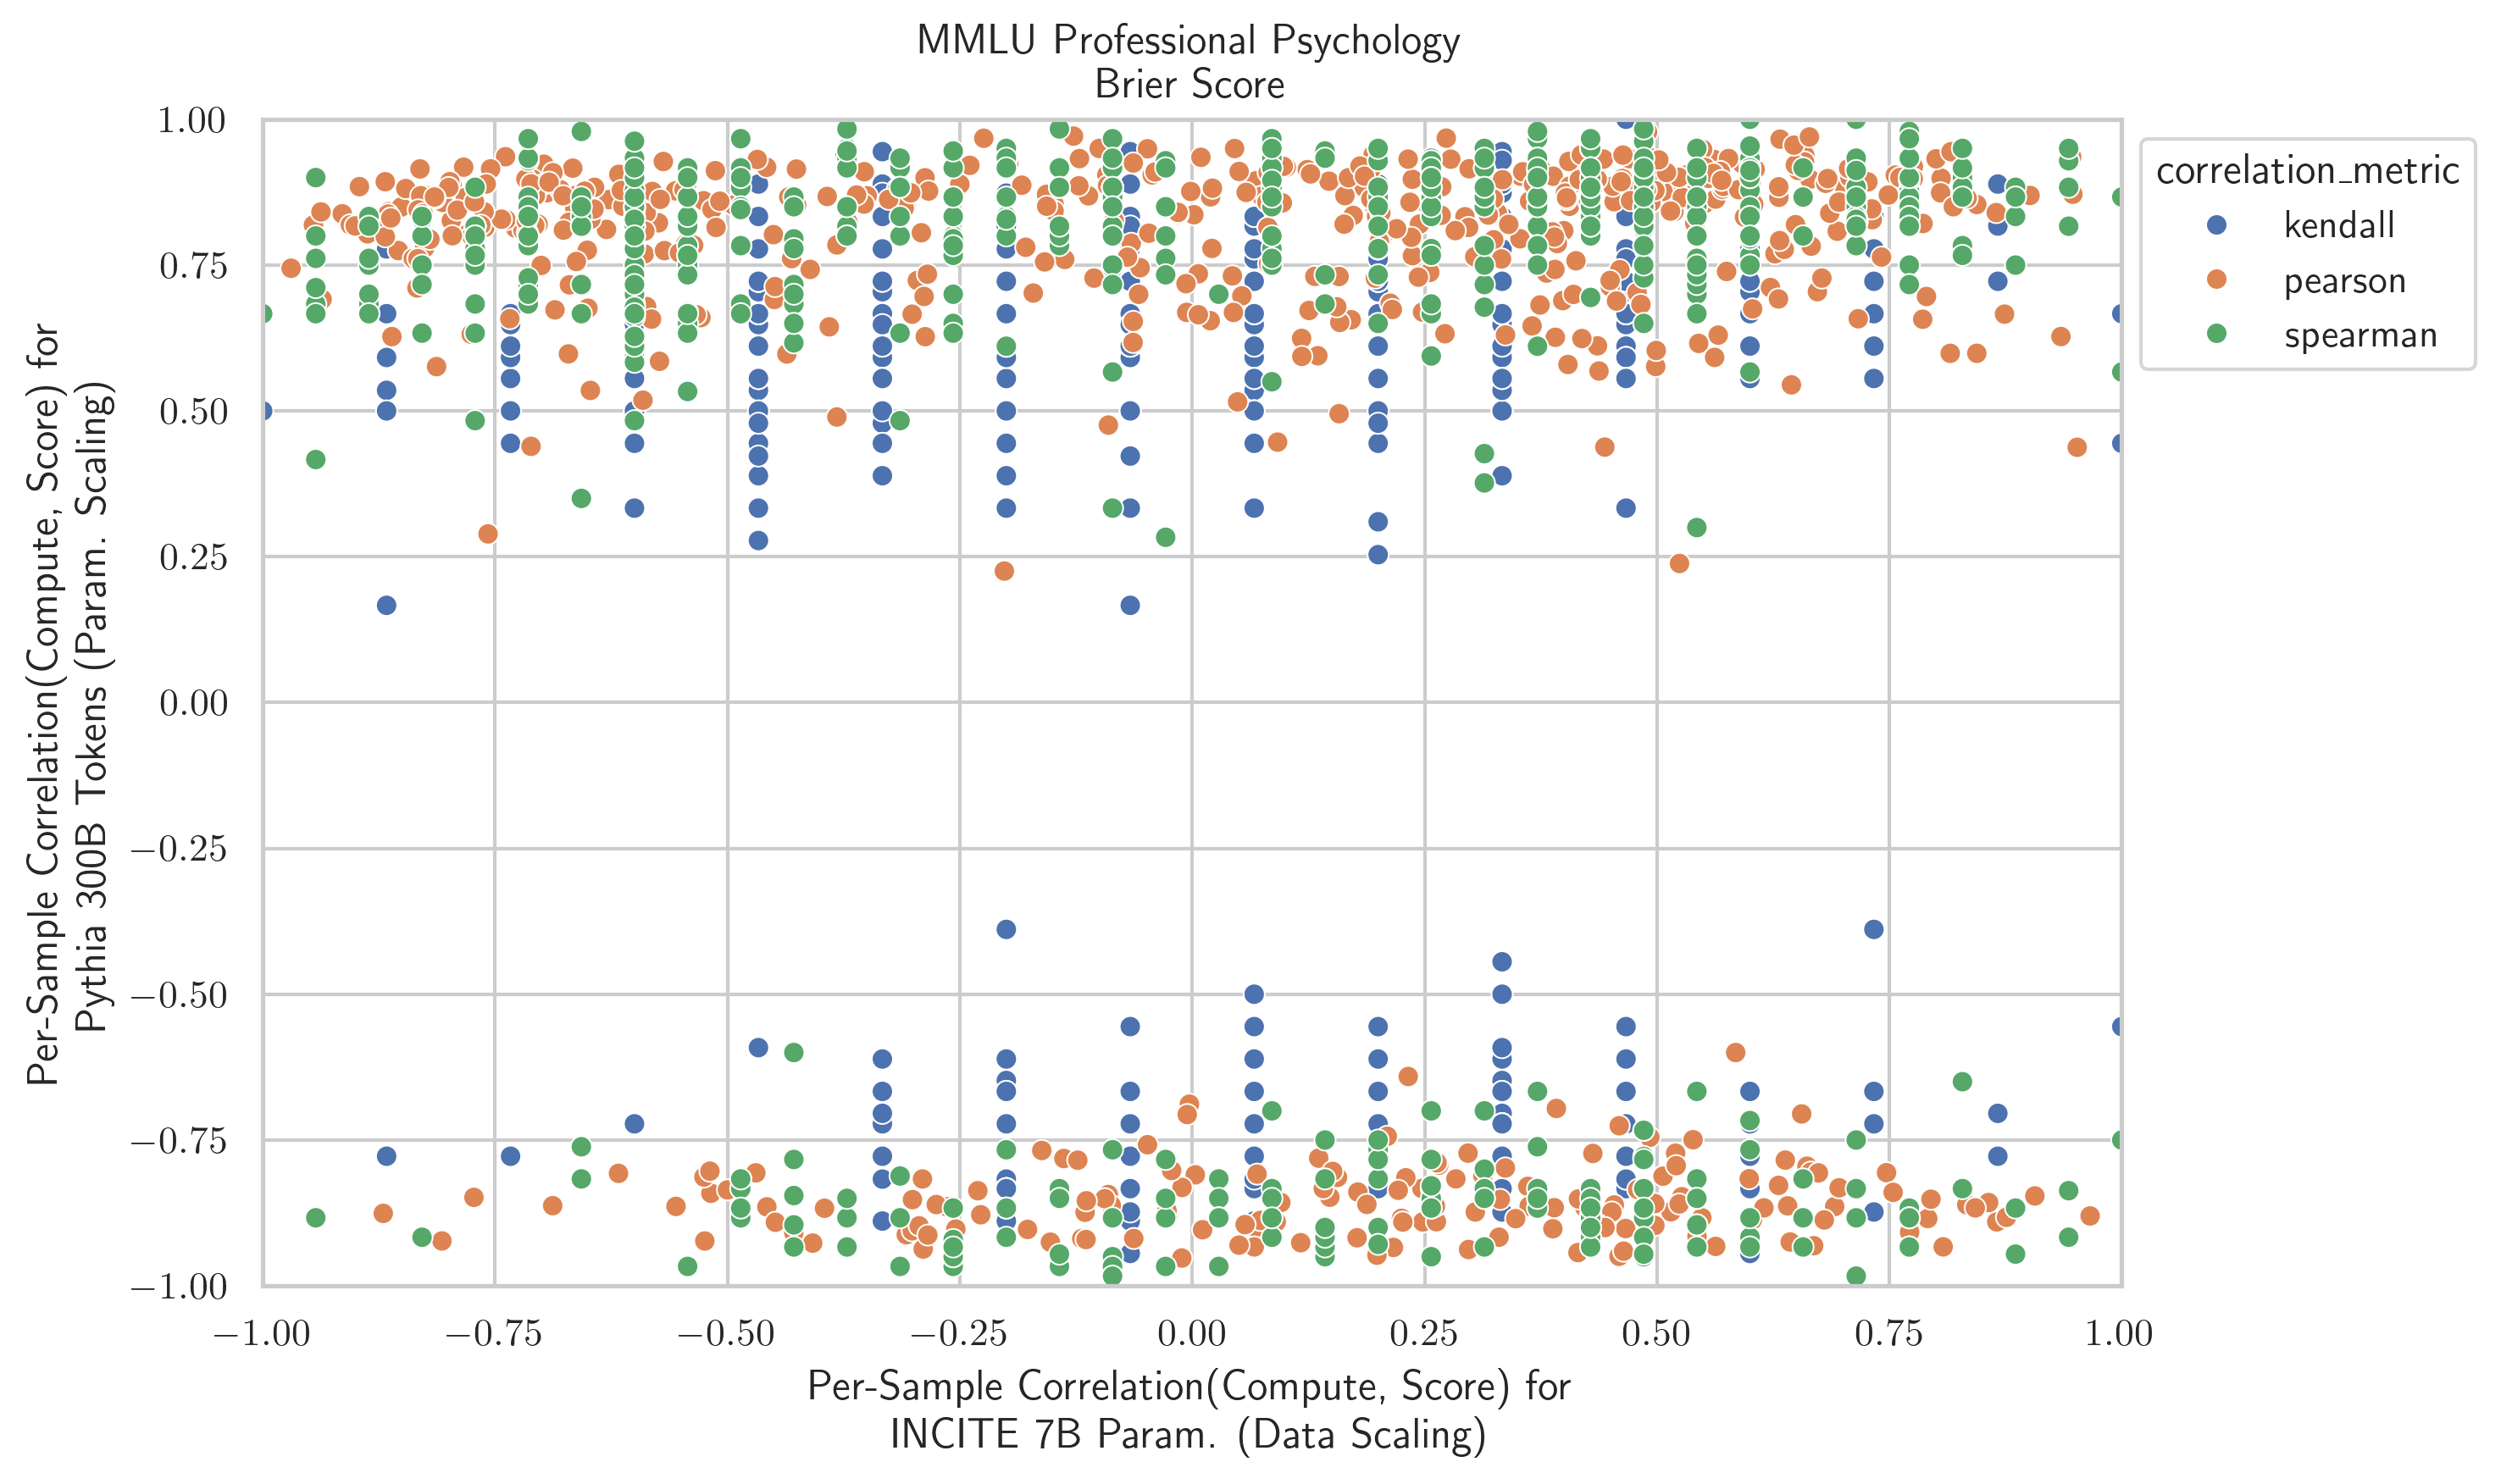 MMLU Professional Psychology
Brier Score
Per-Sample Correlation(Compute, Score) for
Pythia 300B Tokens (Param. Scaling)
1.00
0.75
0.50
0.25
0.00
−0.25
−0.50
−0.75
−1.00
correlation_metric
kendall
pearson
spearman
−1.00 −0.75 −0.50 −0.25 0.00 0.25 0.50 0.75 1.00
Per-Sample Correlation(Compute, Score) for
INCITE 7B Param. (Data Scaling)